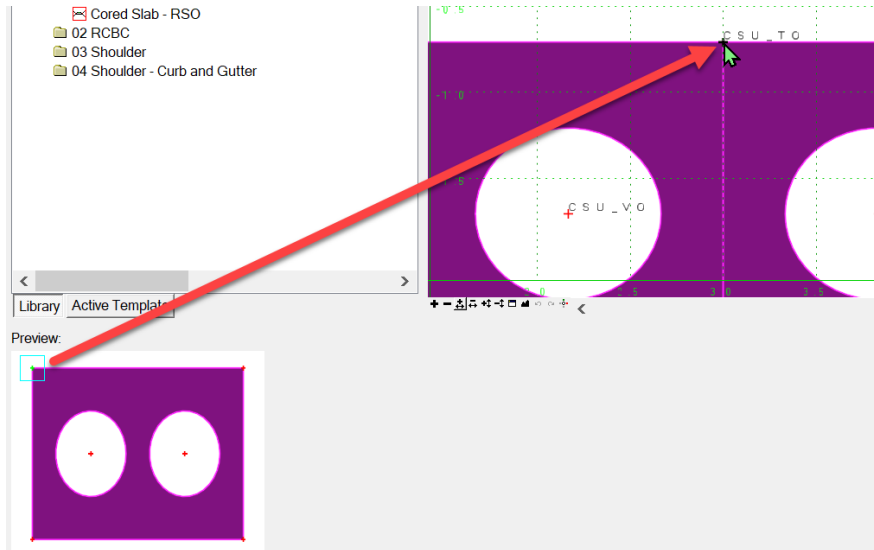 Cored Slab - RSO
02 RCBC
03 Shoulder
04 Shoulder - Curb and Gutter
Library
Active Template
Preview:
-0.5
CSU_TO
-1.0
CSU_VO
2.5
3.0
3.5